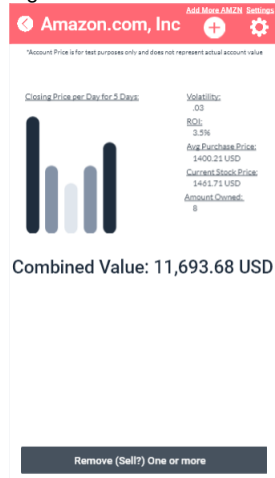 Add More AMZN Settings
Amazon.com, Inc
*Account Price is for test purposes only and does not represent actual account value
Closing Price per Day for 5 Days:
Volatility:
.03
ROI:
3.5%
Avg Purchase Price:
1400.21 USD
Current Stock Price:
1461.71 USD
Amount Owned:
8
Combined Value: 11,693.68 USD
Remove (Sell?) One or more